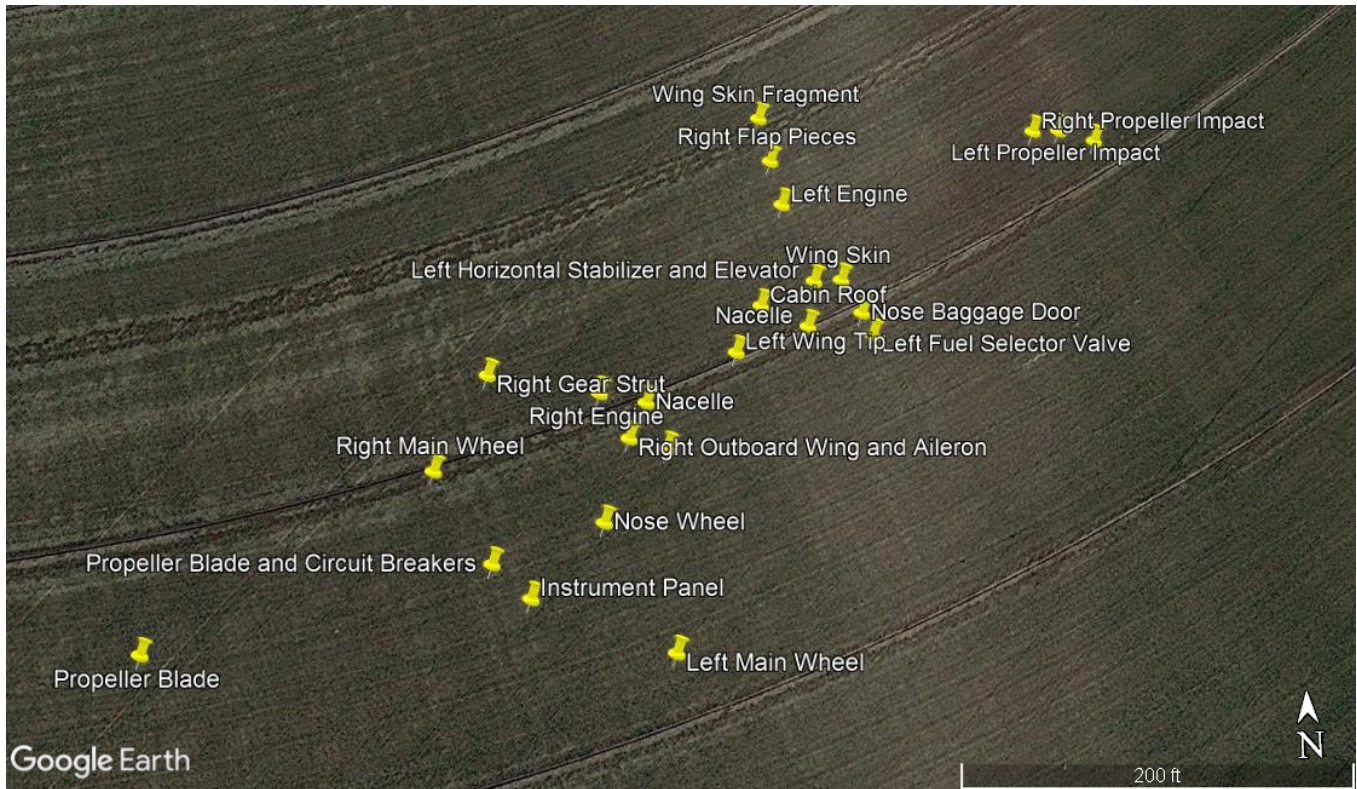 Wing Skin Fragment
Right Propeller Impact
Right Flap Pieces
Left Propeller Impact
Left Engine
Wing Skin
Left Horizontal Stabilizer and Elevator
Cabin Roof
Nose Baggage Door
Nacelle
Left Wing Tip
Left Fuel Selector Valve
Right Gear Strut
Nacelle
Right Engine
Right Main Wheel
Right Outboard Wing and Aileron
Nose Wheel
Propeller Blade and Circuit Breakers
Instrument Panel
Left Main Wheel
Propeller Blade
N
Google Earth
200 ft